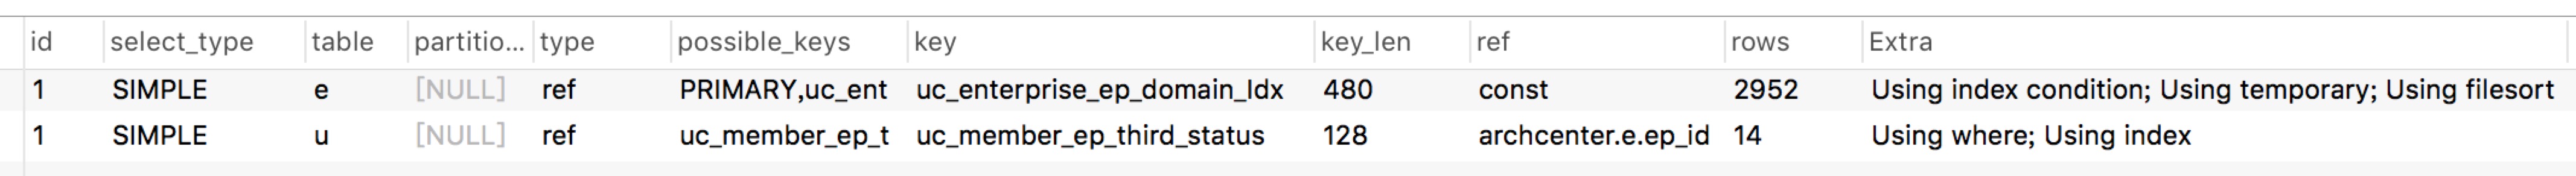 id select_type table partitio... type possible_keys key key_len ref rows Extra
1 SIMPLE e [NULL] ref PRIMARY,uc_ent uc_enterprise_ep_domain_Idx 480 const 2952 Using index condition; Using temporary; Using filesort
1 SIMPLE u [NULL] ref uc_member_ep_t uc_member_ep_third_status 128 archcenter.e.ep_id 14 Using where; Using index